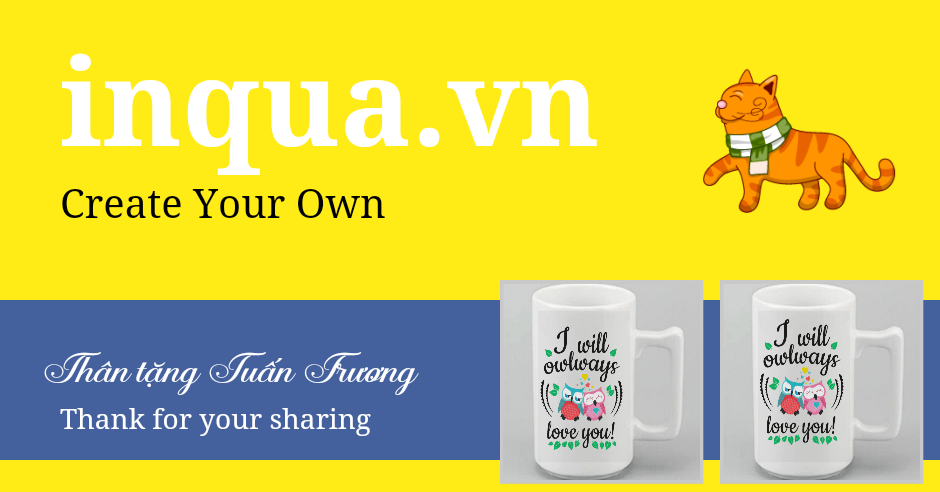 inqua.vn
Create Your Own
Thân tặng Tuấn Trương
Thank for your sharing
I will
owlways
love you!
I will
owlways
love you!